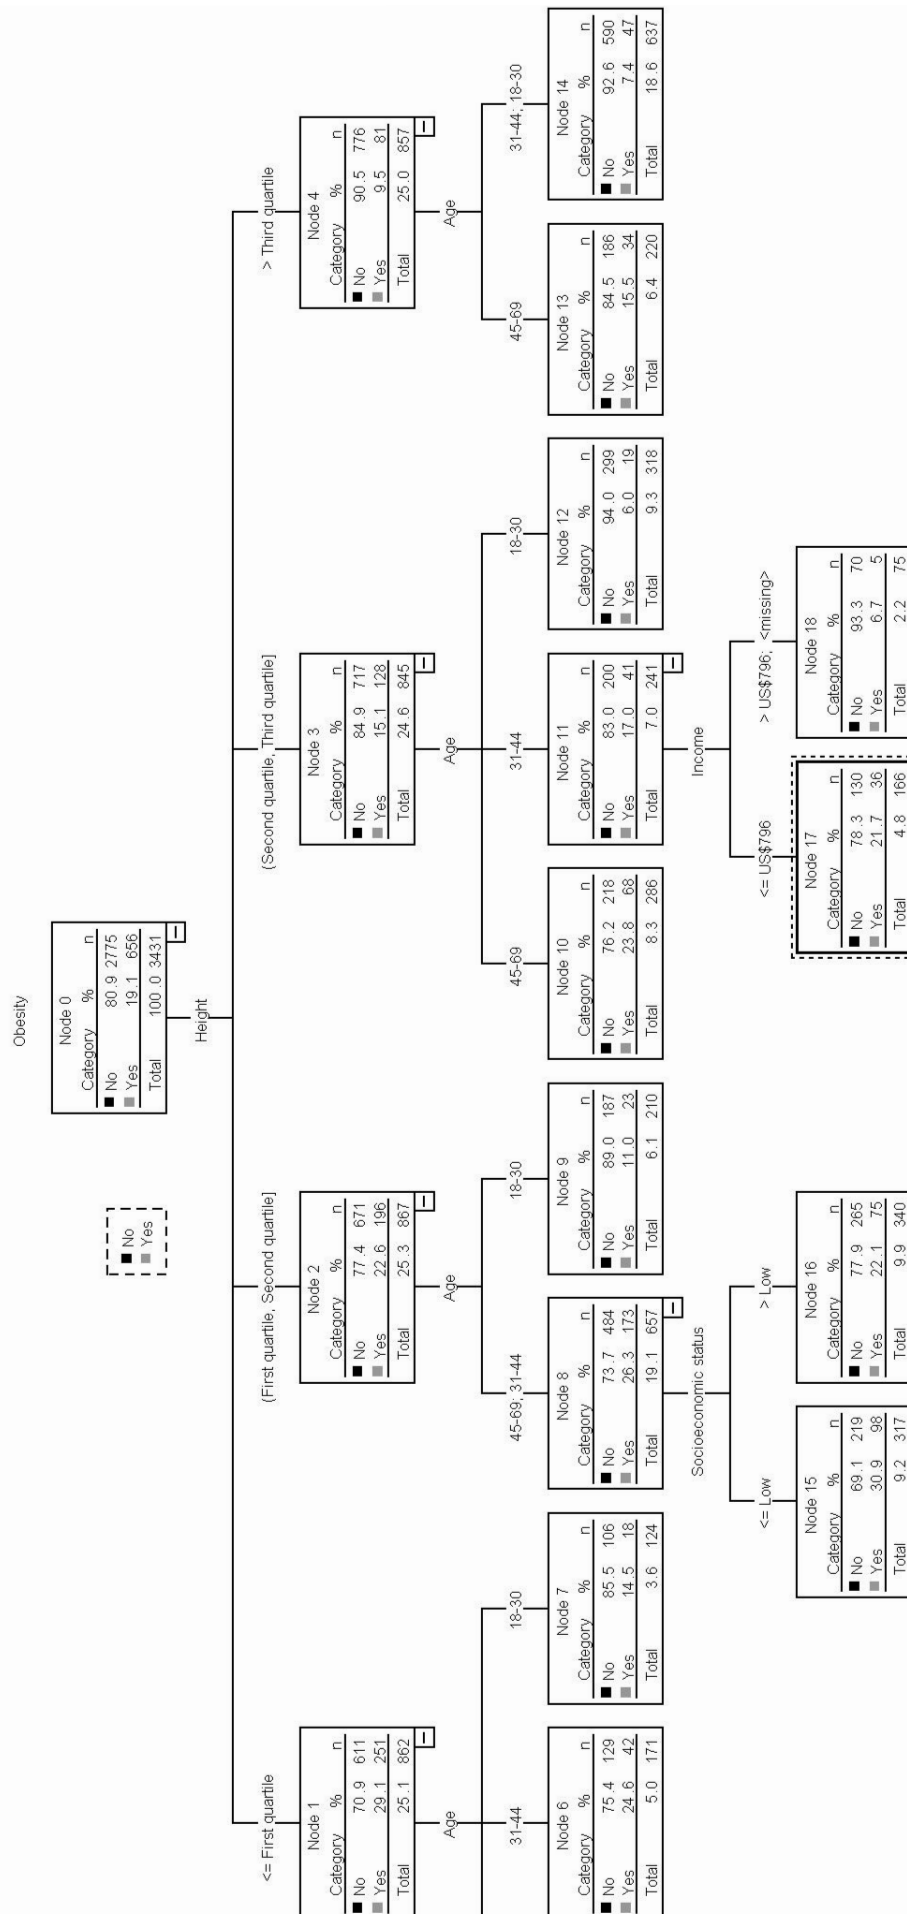 Obesity
Node 0
Category % n
No 80.9 2775
Yes 19.1 656
Total 100.0 3431
No
Yes
Height
<= First quartile
(First quartile, Second quartile]
(Second quartile, Third quartile]
> Third quartile
Node 1
Category % n
No 70.9 611
Yes 29.1 251
Total 25.1 862
Node 2
Category % n
No 77.4 671
Yes 22.6 196
Total 25.3 867
Node 3
Category % n
No 84.9 717
Yes 15.1 128
Total 24.6 845
Node 4
Category % n
No 90.5 776
Yes 9.5 81
Total 25.0 857
Age
Age
Age
Age
31-44
18-30
45-69; 31-44
18-30
45-69
31-44
18-30
45-69
31-44; 18-30
Node 6
Category % n
No 75.4 129
Yes 24.6 42
Total 5.0 171
Node 7
Category % n
No 85.5 106
Yes 14.5 18
Total 3.6 124
Node 8
Category % n
No 73.7 484
Yes 26.3 173
Total 19.1 657
Node 9
Category % n
No 89.0 187
Yes 11.0 23
Total 6.1 210
Node 10
Category % n
No 76.2 218
Yes 23.8 68
Total 8.3 286
Node 11
Category % n
No 83.0 200
Yes 17.0 41
Total 7.0 241
Node 12
Category % n
No 94.0 299
Yes 6.0 19
Total 9.3 318
Node 13
Category % n
No 84.5 186
Yes 15.5 34
Total 6.4 220
Node 14
Category % n
No 92.6 590
Yes 7.4 47
Total 18.6 637
Socioeconomic status
Income
<= Low
> Low
<= US$796
> US$796; <missing>
Node 15
Category % n
No 69.1 219
Yes 30.9 98
Total 9.2 317
Node 16
Category % n
No 77.9 265
Yes 22.1 75
Total 9.9 340
Node 17
Category % n
No 78.3 130
Yes 21.7 36
Total 4.8 166
Node 18
Category % n
No 93.3 70
Yes 6.7 5
Total 2.2 75